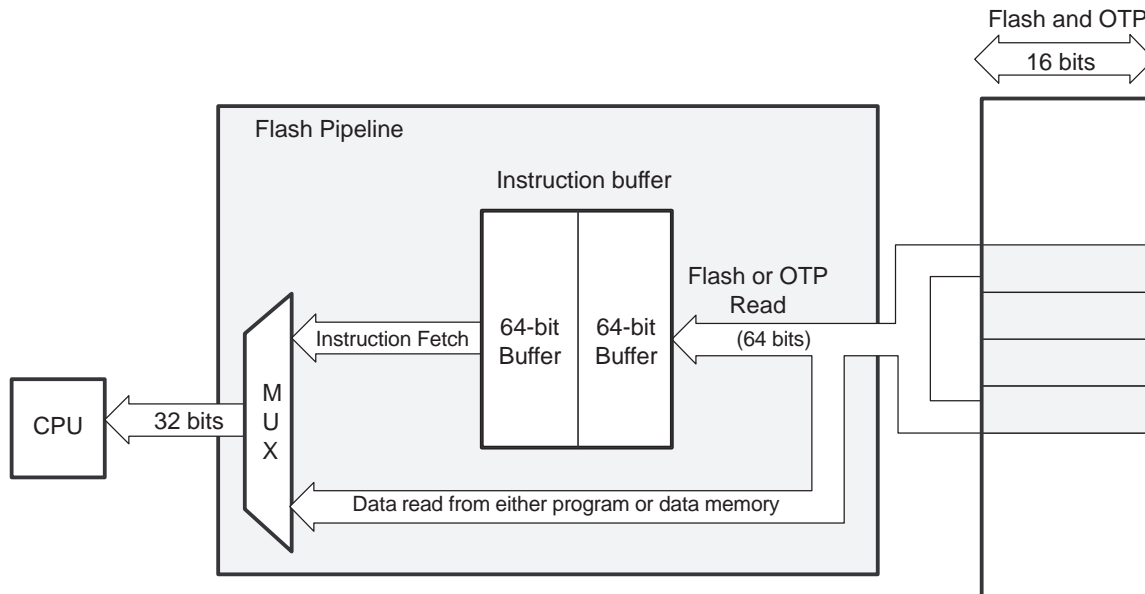 Flash and OTP
16 bits
Flash Pipeline
Instruction buffer
Flash or OTP
Read
(64 bits)
64-bit
Buffer
64-bit
Buffer
Instruction Fetch
M
U
X
CPU
32 bits
Data read from either program or data memory